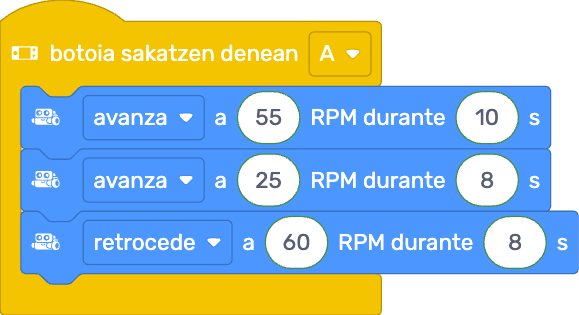 botoia sakatzen denean A
avanza a 55 RPM durante 10 s
avanza a 25 RPM durante 8 s
retrocede a 60 RPM durante 8 s